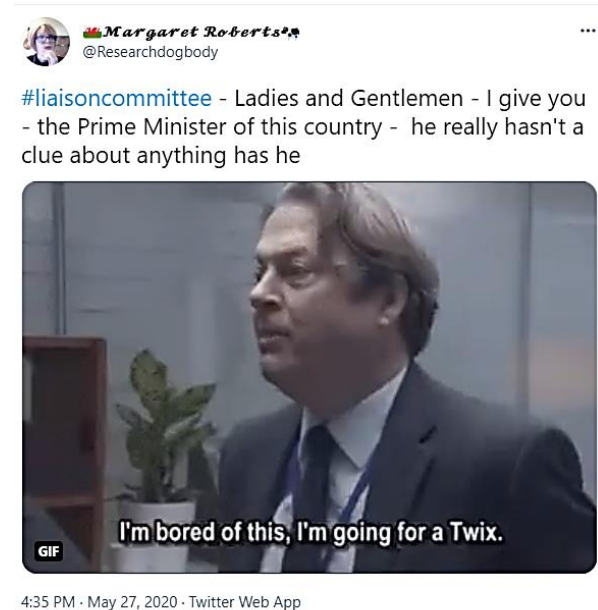 Margaret Roberts
@Researchdogbody
#liaisoncommittee - Ladies and Gentlemen - I give you
- the Prime Minister of this country - he really hasn't a
clue about anything has he
I'm bored of this, I'm going for a Twix.
GIF
4:35 PM · May 27, 2020 · Twitter Web App